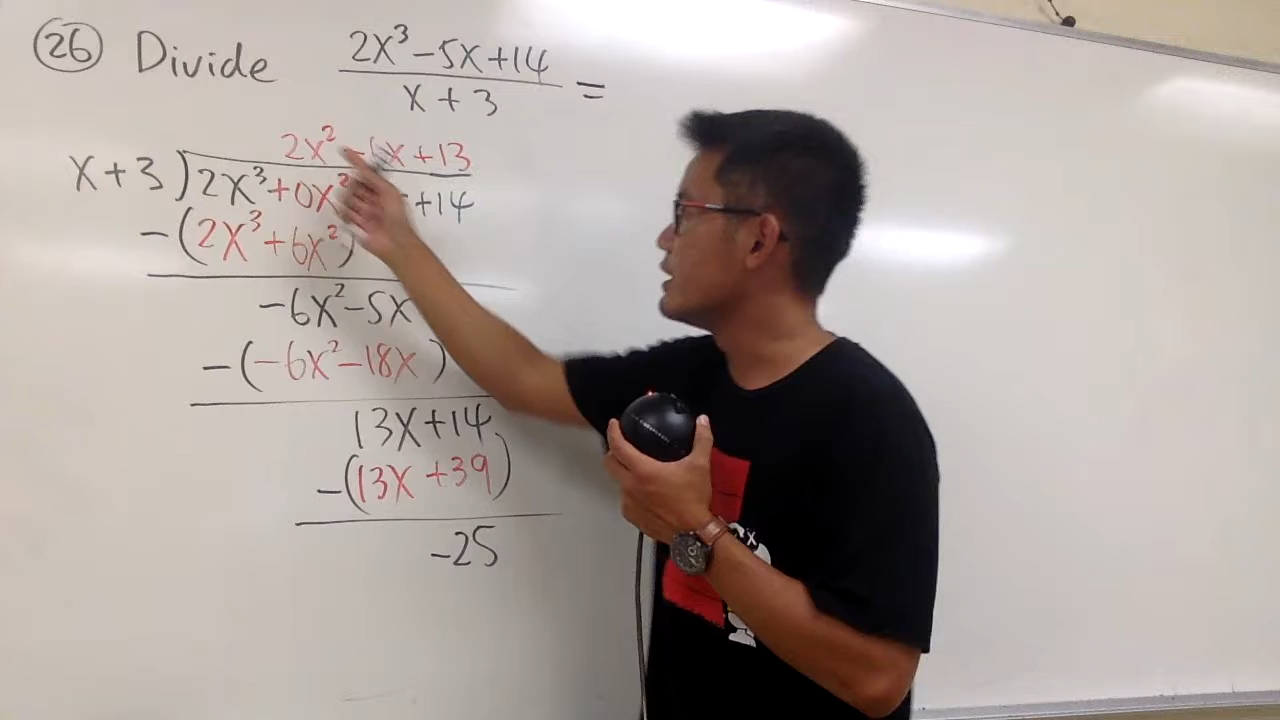 26 Divide 2x³-5x+14
x+3 =
2x²-6x+13
x+3 ) 2x³+0x² +14
-(2x³+6x²)
-6x²-5x
-(-6x²-18x)
13x+14
-(13x+39)
-25